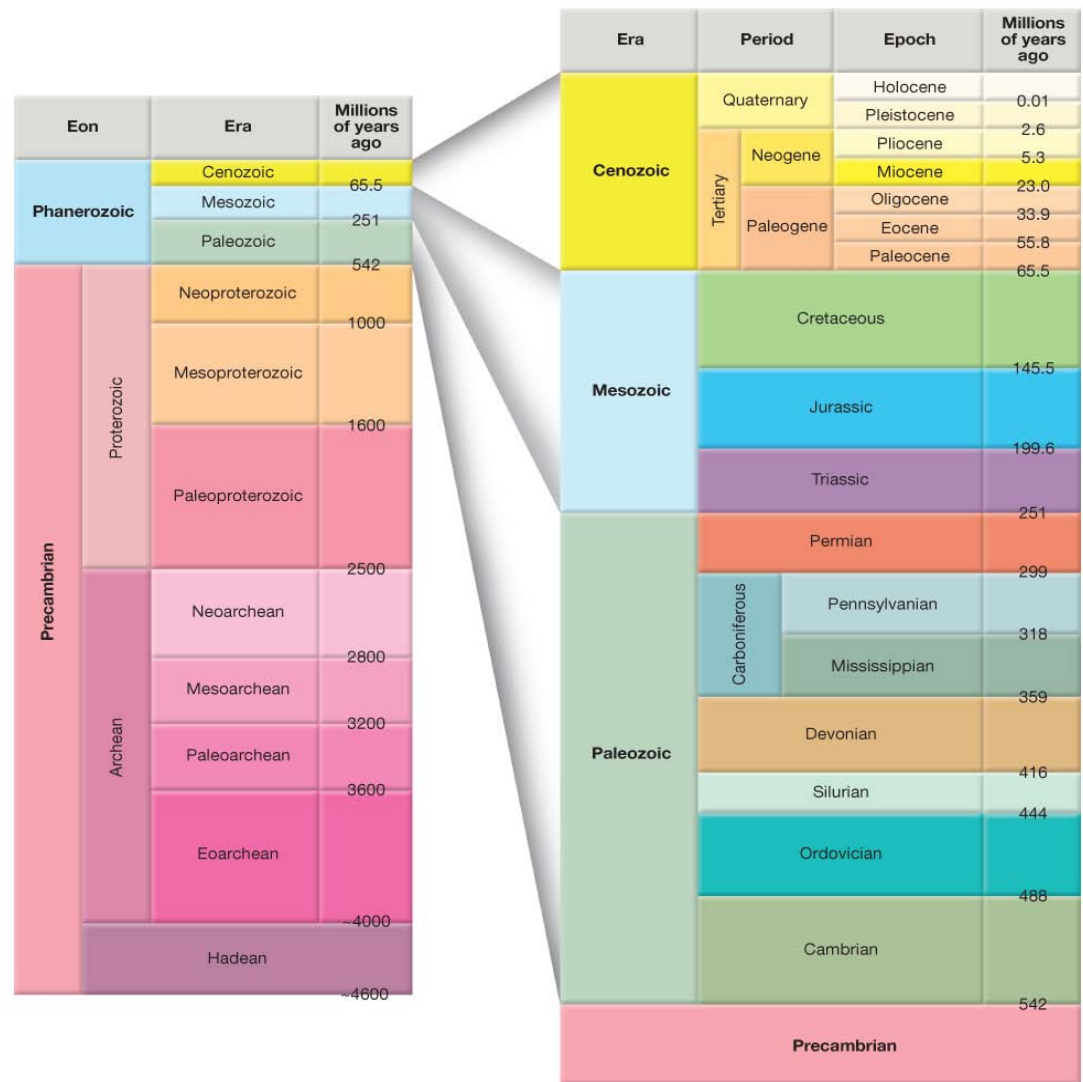 Eon
Era
Millions
of years
ago
Phanerozoic
Cenozoic
65.5
Mesozoic
251
Paleozoic
542
Precambrian
Proterozoic
Neoproterozoic
1000
Mesoproterozoic
1600
Paleoproterozoic
2500
Archean
Neoarchean
2800
Mesoarchean
3200
Paleoarchean
3600
Eoarchean
~4000
Hadean
~4600
Era
Period
Epoch
Millions
of years
ago
Cenozoic
Quaternary
Holocene
0.01
Pleistocene
2.6
Tertiary
Neogene
Pliocene
5.3
Miocene
23.0
Paleogene
Oligocene
33.9
Eocene
55.8
Paleocene
65.5
Mesozoic
Cretaceous
145.5
Jurassic
199.6
Triassic
251
Paleozoic
Permian
299
Carboniferous
Pennsylvanian
318
Mississippian
359
Devonian
416
Silurian
444
Ordovician
488
Cambrian
542
Precambrian